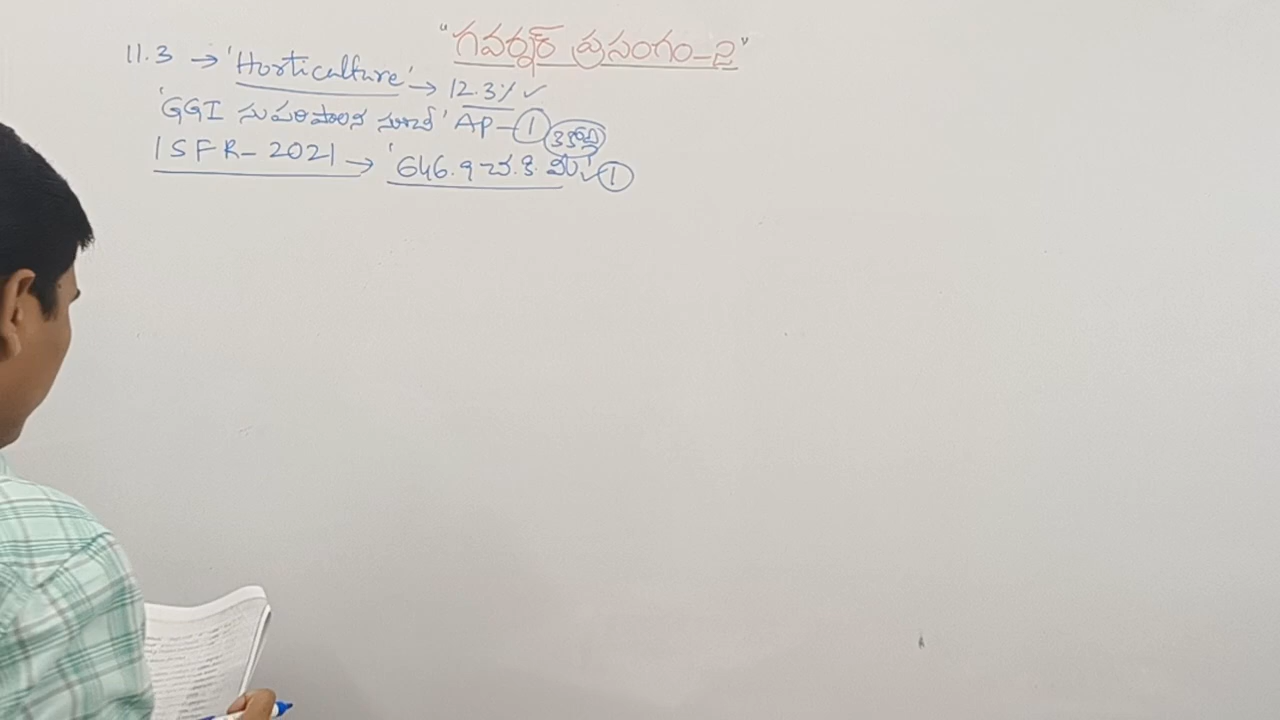 "గవర్నర్ ప్రసంగం-2"
11.3 → 'Horticulture' → 12.3% ✓
'GGI సుపరిపాలన సూచీ' AP - 1
ISFR - 2021 → '646.9 చ.కి.మీ' ✓ 1